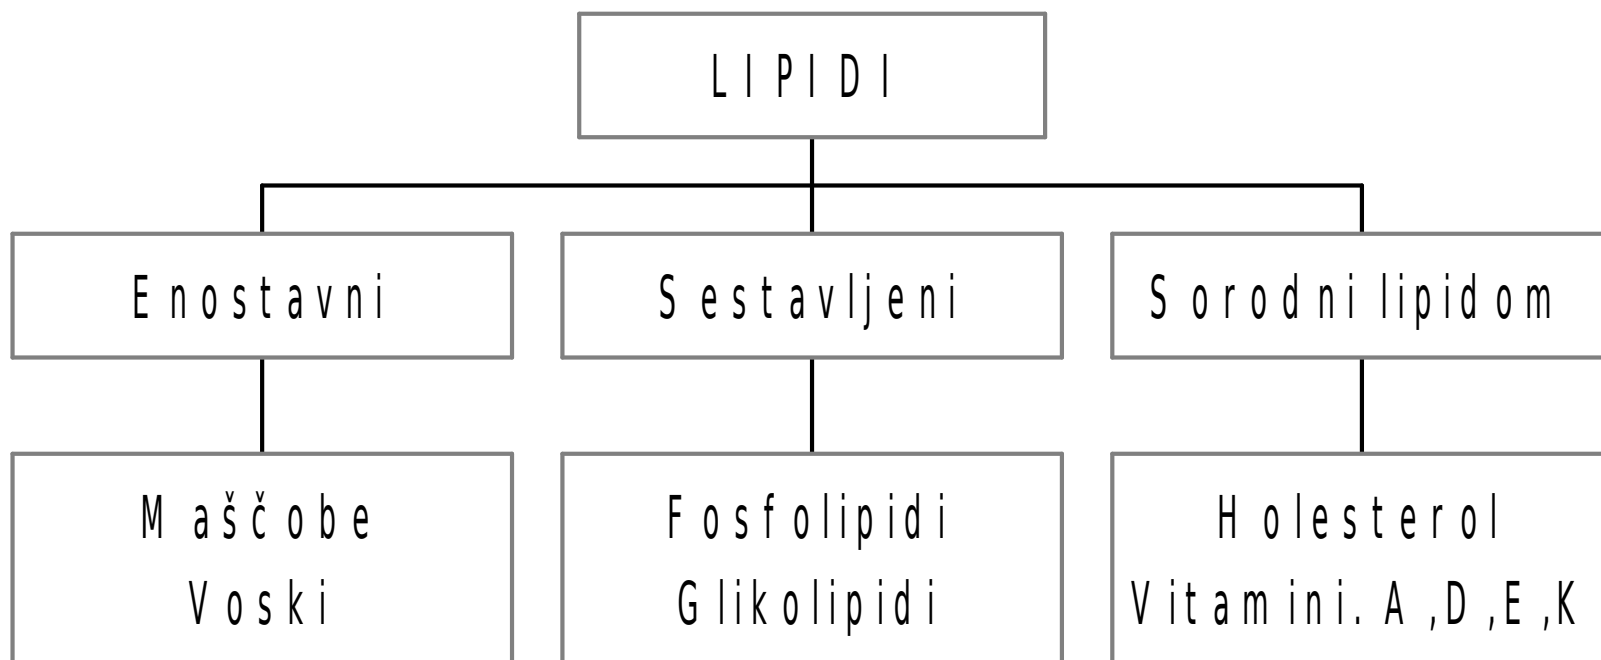 LIPIDI
Enostavni
Sestavljeni
Sorodni lipidom
Maščobe
Voski
Fosfolipidi
Glikolipidi
Holesterol
Vitamini. A,D,E,K